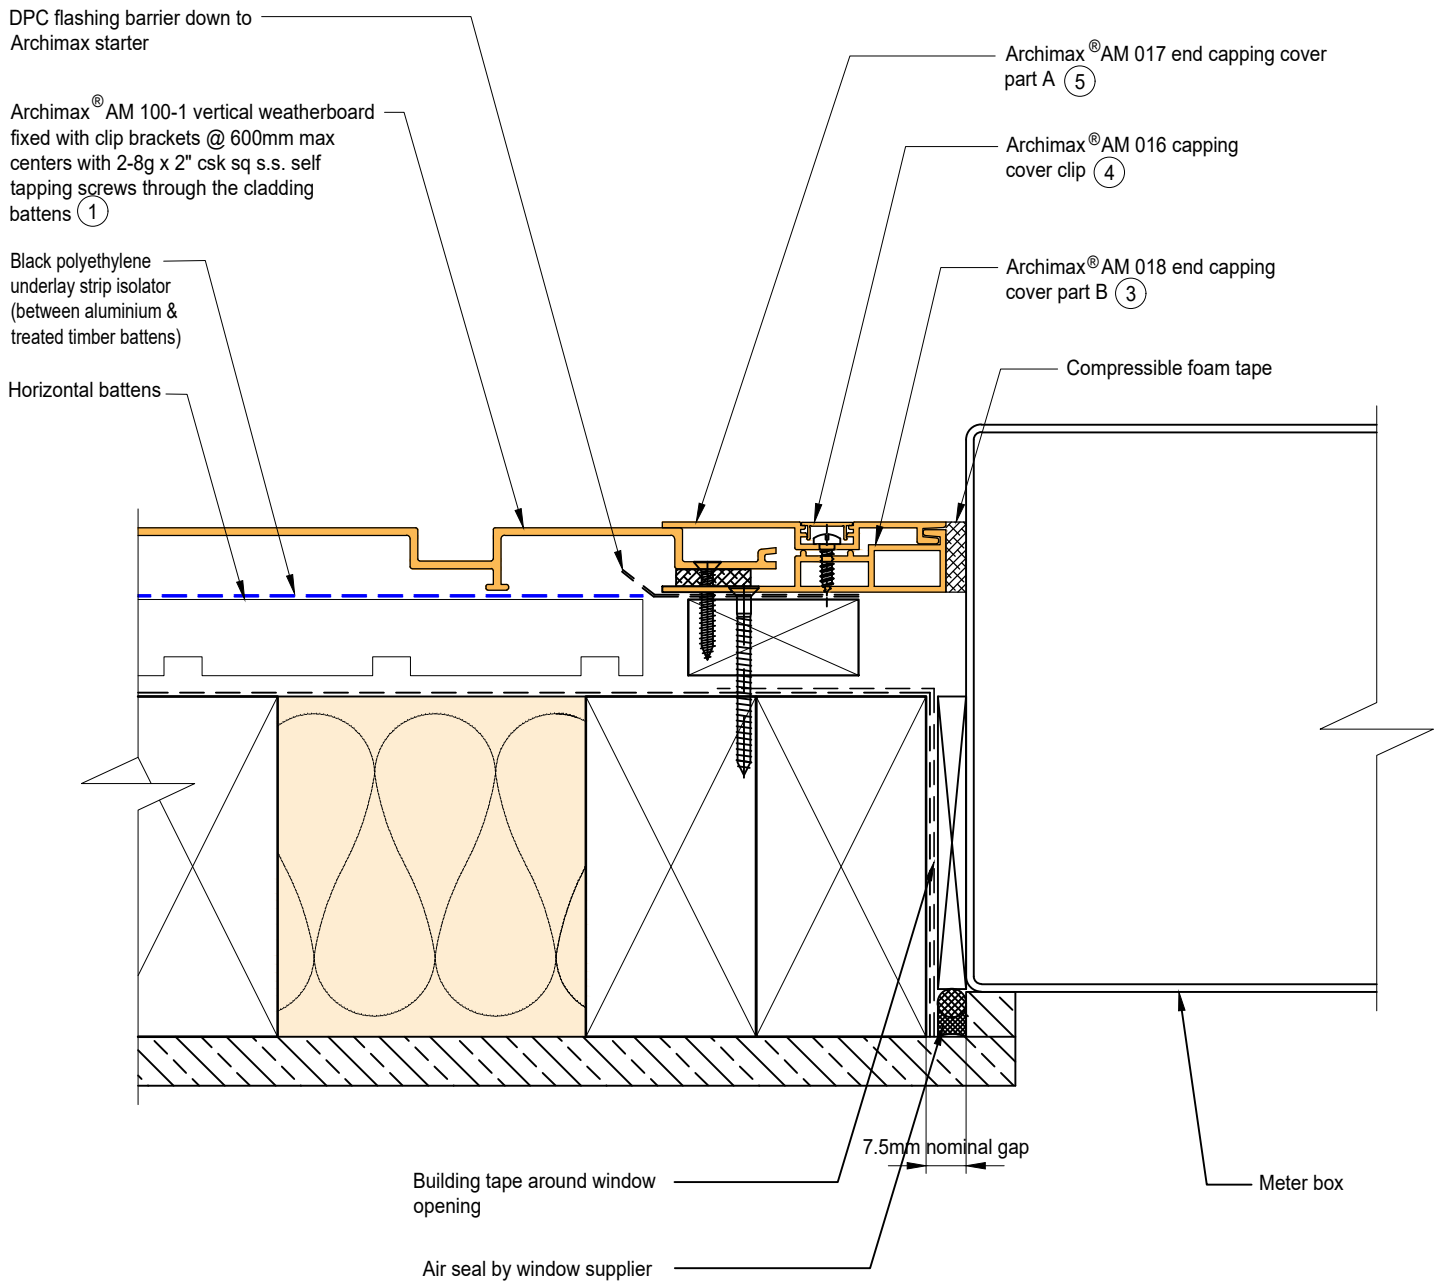 DPC flashing barrier down to
Archimax starter
Archimax® AM 100-1 vertical weatherboard
fixed with clip brackets @ 600mm max
centers with 2-8g x 2" csk sq s.s. self
tapping screws through the cladding
battens 1
Black polyethylene
underlay strip isolator
(between aluminium &
treated timber battens)
Horizontal battens
Archimax® AM 017 end capping cover
part A 5
Archimax® AM 016 capping
cover clip 4
Archimax® AM 018 end capping
cover part B 3
Compressible foam tape
7.5mm nominal gap
Building tape around window
opening
Meter box
Air seal by window supplier